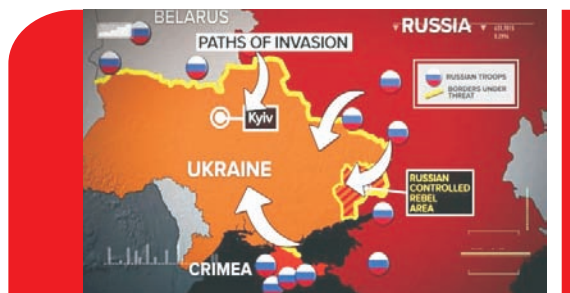 BELARUS
RUSSIA
PATHS OF INVASION
RUSSIAN TROOPS
BORDERS UNDER
THREAT
Kyiv
UKRAINE
RUSSIAN
CONTROLLED
REBEL
AREA
CRIMEA